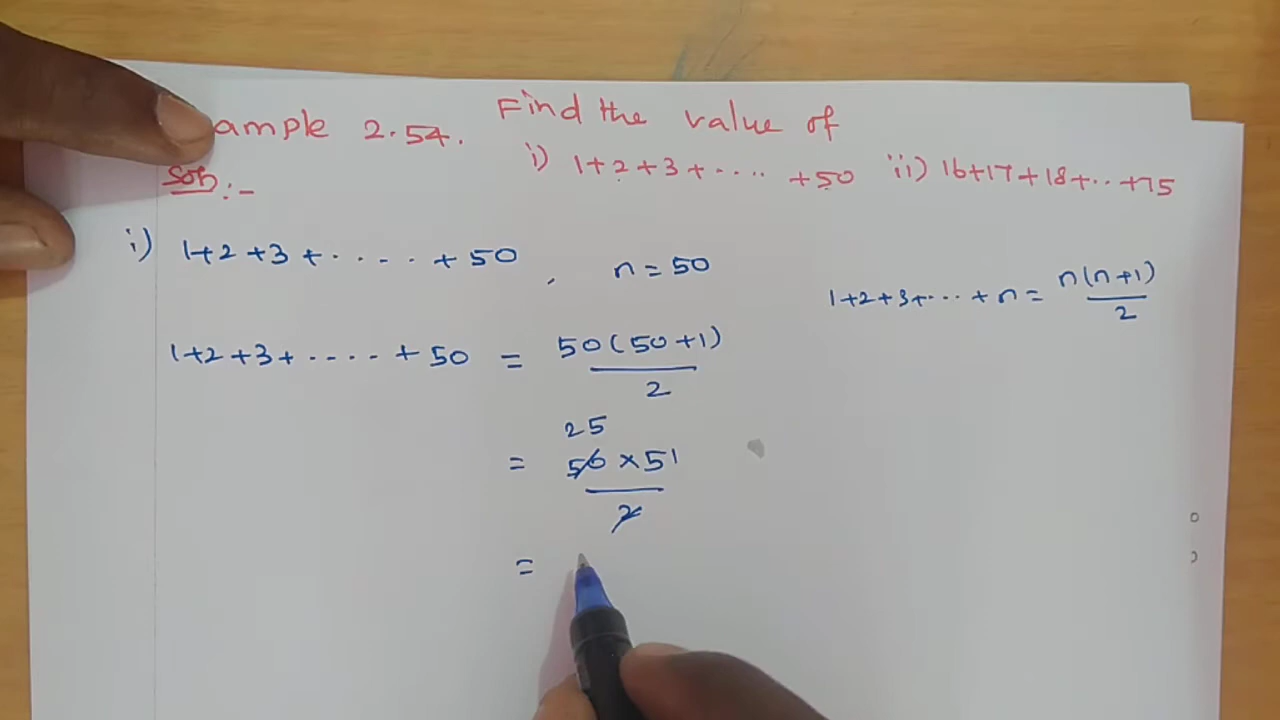 ample 2.54. Find the value of
i) 1+2+3+.... +50 ii) 16+17+18+..+75
Soln:-
i) 1+2+3+.....+50, n=50
1+2+3+...+n= n(n+1)/2
1+2+3+.....+50 = 50(50+1)/2
25
= 50×51/2
=